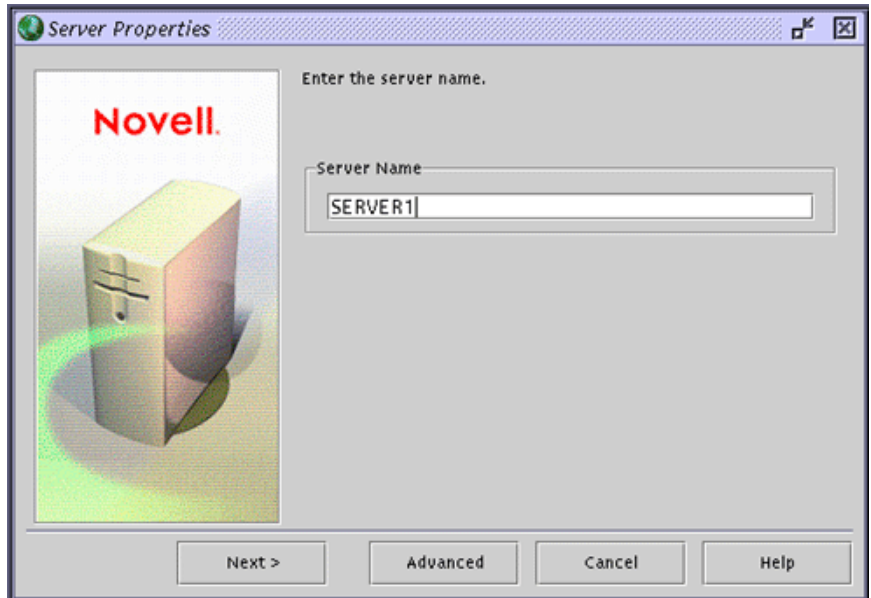 Server Properties
Novell.
Enter the server name.
Server Name
SERVER1
Next >
Advanced
Cancel
Help